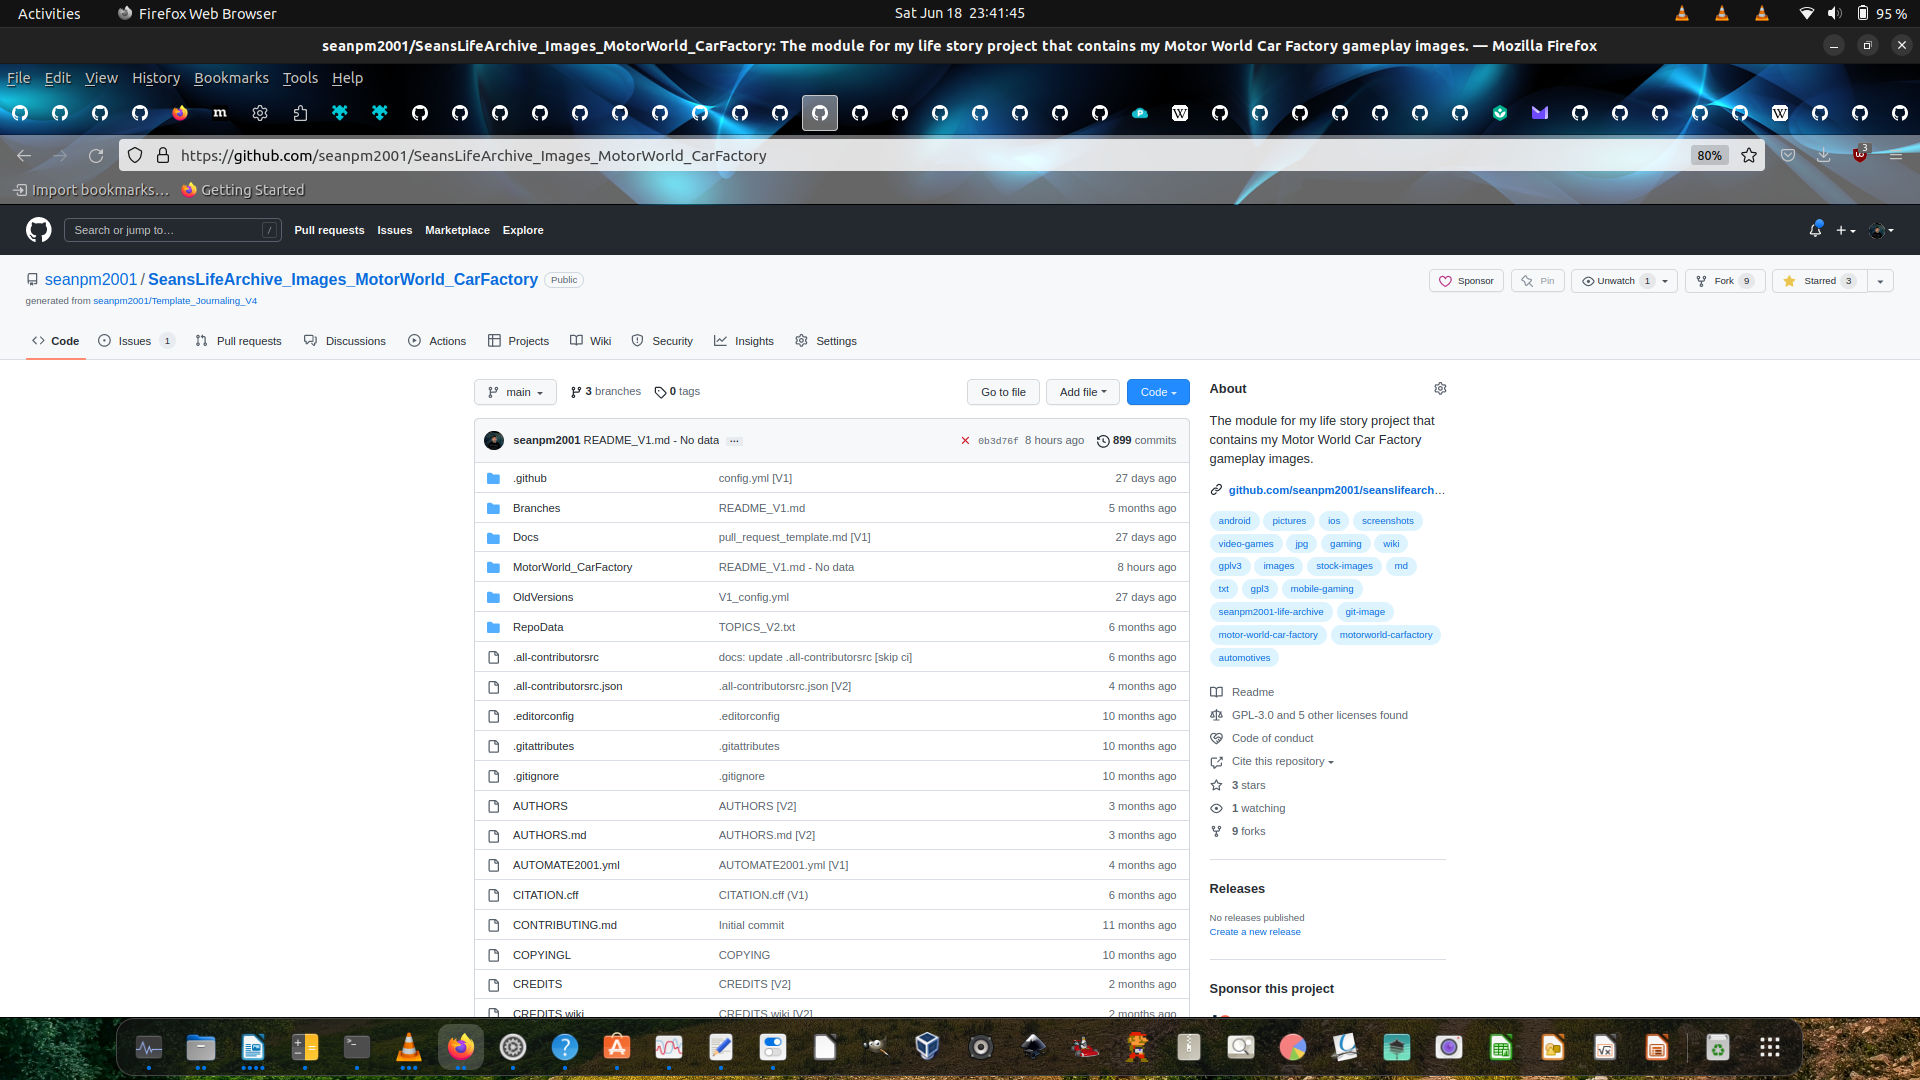 Activities Firefox Web Browser Sat Jun 18 23:41:45 95 %
seanpm2001/SeansLifeArchive_Images_MotorWorld_CarFactory: The module for my life story project that contains my Motor World Car Factory gameplay images. — Mozilla Firefox
File Edit View History Bookmarks Tools Help
https://github.com/seanpm2001/SeansLifeArchive_Images_MotorWorld_CarFactory 80% 3
Import bookmarks… Getting Started
Search or jump to… / Pull requests Issues Marketplace Explore
seanpm2001 / SeansLifeArchive_Images_MotorWorld_CarFactory Public Sponsor Pin Unwatch 1 Fork 9 Starred 3
generated from seanpm2001/Template_Journaling_V4
Code Issues 1 Pull requests Discussions Actions Projects Wiki Security Insights Settings
main 3 branches 0 tags Go to file Add file Code
seanpm2001 README_V1.md - No data ... 0b3d76f 8 hours ago 899 commits
.github config.yml [V1] 27 days ago
Branches README_V1.md 5 months ago
Docs pull_request_template.md [V1] 27 days ago
MotorWorld_CarFactory README_V1.md - No data 8 hours ago
OldVersions V1_config.yml 27 days ago
RepoData TOPICS_V2.txt 6 months ago
.all-contributorsrc docs: update .all-contributorsrc [skip ci] 6 months ago
.all-contributorsrc.json .all-contributorsrc.json [V2] 4 months ago
.editorconfig .editorconfig 10 months ago
.gitattributes .gitattributes 10 months ago
.gitignore .gitignore 10 months ago
AUTHORS AUTHORS [V2] 3 months ago
AUTHORS.md AUTHORS.md [V2] 3 months ago
AUTOMATE2001.yml AUTOMATE2001.yml [V1] 4 months ago
CITATION.cff CITATION.cff (V1) 6 months ago
CONTRIBUTING.md Initial commit 11 months ago
COPYINGL COPYING 10 months ago
CREDITS CREDITS [V2] 2 months ago
CREDITS.wiki CREDITS.wiki [V2] 2 months ago
About
The module for my life story project that
contains my Motor World Car Factory
gameplay images.
github.com/seanpm2001/seanslifearch…
android pictures ios screenshots
video-games jpg gaming wiki
gplv3 images stock-images md
txt gpl3 mobile-gaming
seanpm2001-life-archive git-image
motor-world-car-factory motorworld-carfactory
automotives
Readme
GPL-3.0 and 5 other licenses found
Code of conduct
Cite this repository
3 stars
1 watching
9 forks
Releases
No releases published
Create a new release
Sponsor this project